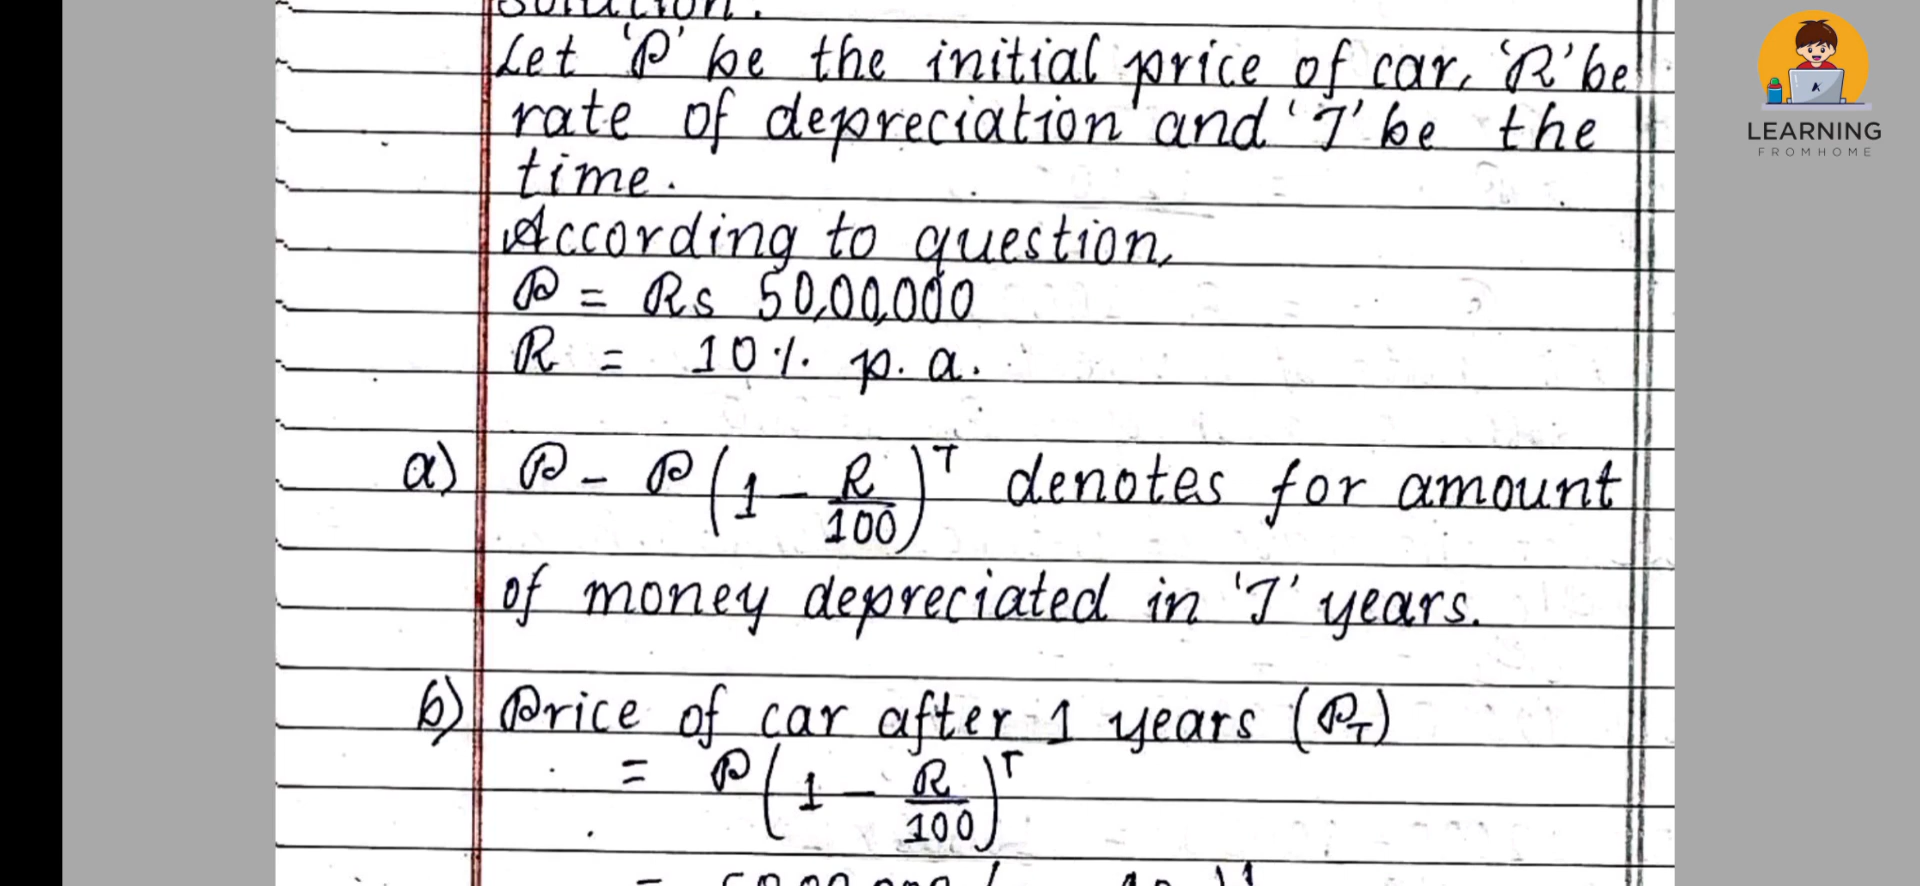 Solution.
Let 'P' be the initial price of car, 'R' be
rate of depreciation and 'T' be the
time.
According to question,
P = Rs 50,00,000
R = 10% p.a.
a) P - P(1 - R/100)^T denotes for amount
of money depreciated in 'T' years.
b) Price of car after 1 years (P_T)
= P(1 - R/100)^T
LEARNING
FROMHOME